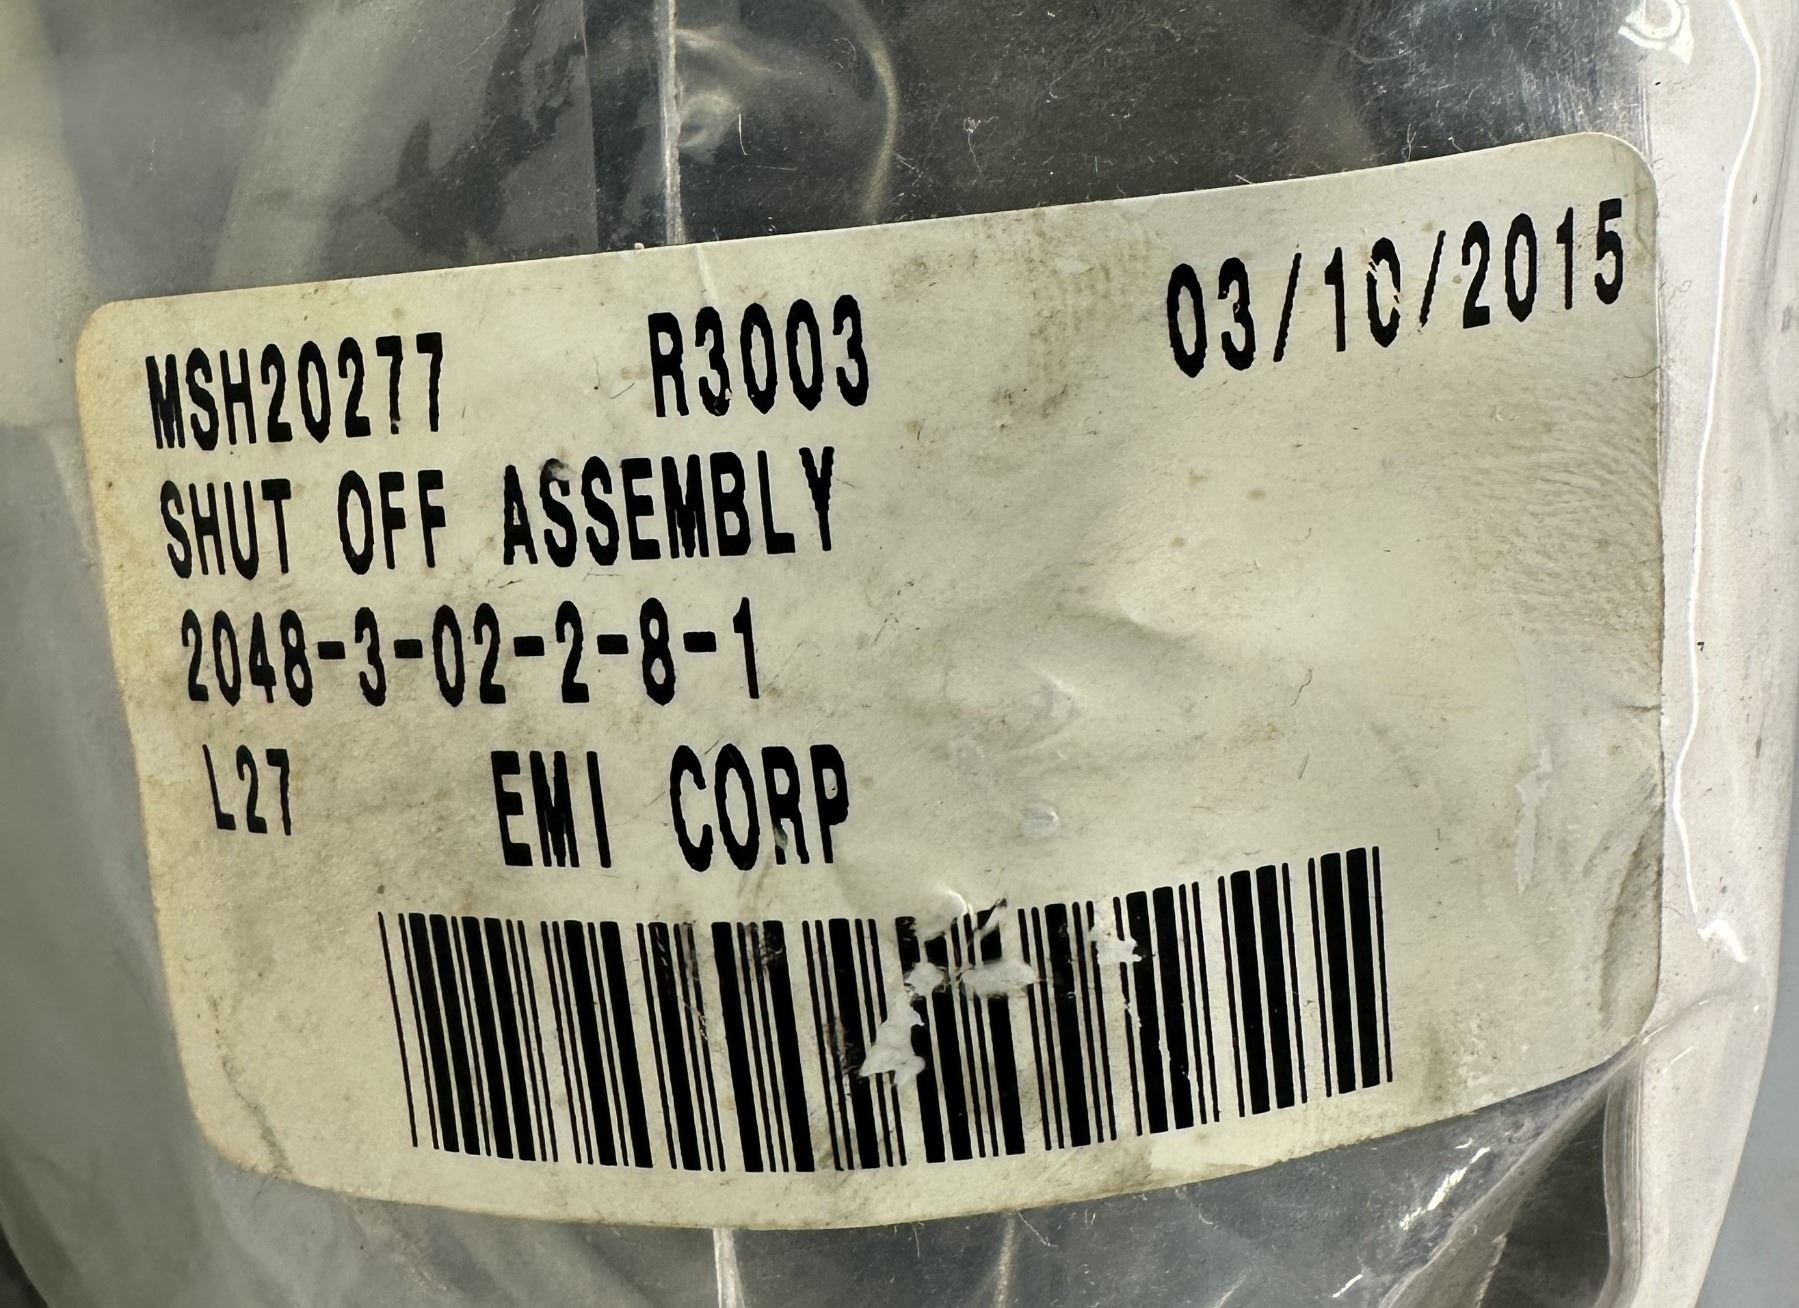 MSH20277 R3003 03/10/2015
SHUT OFF ASSEMBLY
2048-3-02-2-8-1
L27 EMI CORP